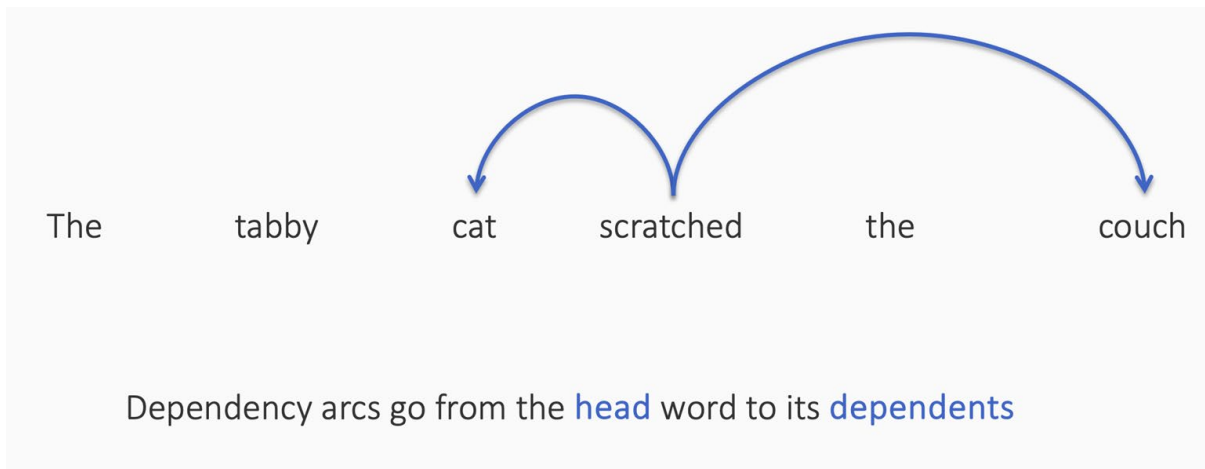 The tabby cat scratched the couch
Dependency arcs go from the head word to its dependents